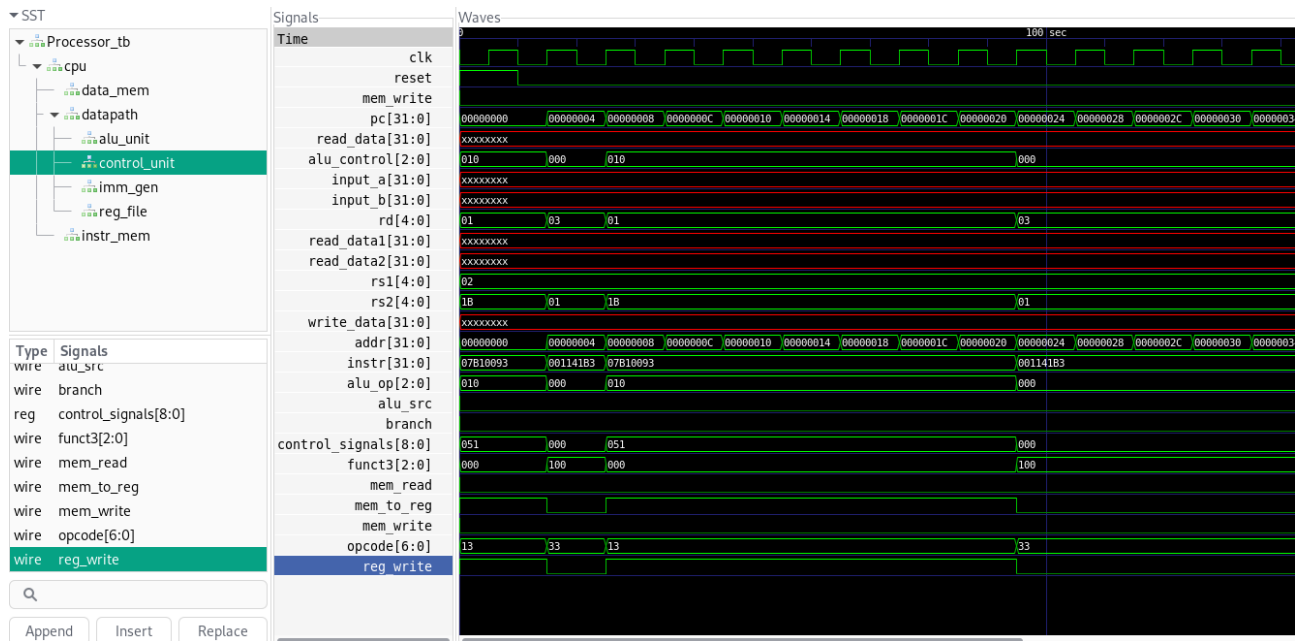 SST
Processor_tb
cpu
data_mem
datapath
alu_unit
control_unit
imm_gen
reg_file
instr_mem
Type Signals
wire alu_src
wire branch
reg control_signals[8:0]
wire funct3[2:0]
wire mem_read
wire mem_to_reg
wire mem_write
wire opcode[6:0]
wire reg_write
Append Insert Replace
Signals
Waves
Time 0 100 sec
clk
reset
mem_write
pc[31:0] 00000000 00000004 00000008 0000000C 00000010 00000014 00000018 0000001C 00000020 00000024 00000028 0000002C 00000030 0000003
read_data[31:0] xxxxxxxx
alu_control[2:0] 010 000 010 000
input_a[31:0] xxxxxxxx
input_b[31:0] xxxxxxxx
rd[4:0] 01 03 01 03
read_data1[31:0] xxxxxxxx
read_data2[31:0] xxxxxxxx
rs1[4:0] 02
rs2[4:0] 1B 01 1B 01
write_data[31:0] xxxxxxxx
addr[31:0] 00000000 00000004 00000008 0000000C 00000010 00000014 00000018 0000001C 00000020 00000024 00000028 0000002C 00000030 0000003
instr[31:0] 07B10093 001141B3 07B10093 001141B3
alu_op[2:0] 010 000 010 000
alu_src
branch
control_signals[8:0] 051 000 051 000
funct3[2:0] 000 100 000 100
mem_read
mem_to_reg
mem_write
opcode[6:0] 13 33 13 33
reg_write